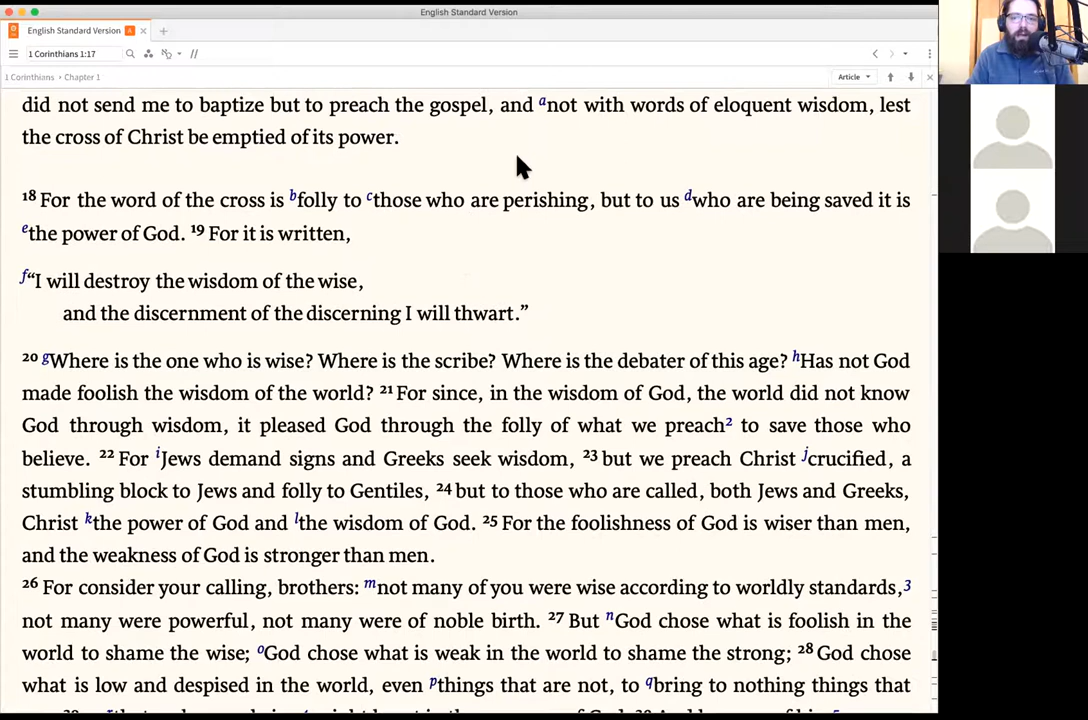 English Standard Version
English Standard Version A
1 Corinthians 1:17
1 Corinthians › Chapter 1
Article
did not send me to baptize but to preach the gospel, and ᵃnot with words of eloquent wisdom, lest
the cross of Christ be emptied of its power.
¹⁸ For the word of the cross is ᵇfolly to ᶜthose who are perishing, but to us ᵈwho are being saved it is
ᵉthe power of God. ¹⁹ For it is written,
ᶠ“I will destroy the wisdom of the wise,
and the discernment of the discerning I will thwart.”
²⁰ ᵍWhere is the one who is wise? Where is the scribe? Where is the debater of this age? ʰHas not God
made foolish the wisdom of the world? ²¹ For since, in the wisdom of God, the world did not know
God through wisdom, it pleased God through the folly of what we preach² to save those who
believe. ²² For ⁱJews demand signs and Greeks seek wisdom, ²³ but we preach Christ ʲcrucified, a
stumbling block to Jews and folly to Gentiles, ²⁴ but to those who are called, both Jews and Greeks,
Christ ᵏthe power of God and ˡthe wisdom of God. ²⁵ For the foolishness of God is wiser than men,
and the weakness of God is stronger than men.
²⁶ For consider your calling, brothers: ᵐnot many of you were wise according to worldly standards,³
not many were powerful, not many were of noble birth. ²⁷ But ⁿGod chose what is foolish in the
world to shame the wise; ᵒGod chose what is weak in the world to shame the strong; ²⁸ God chose
what is low and despised in the world, even ᵖthings that are not, to qbring to nothing things that